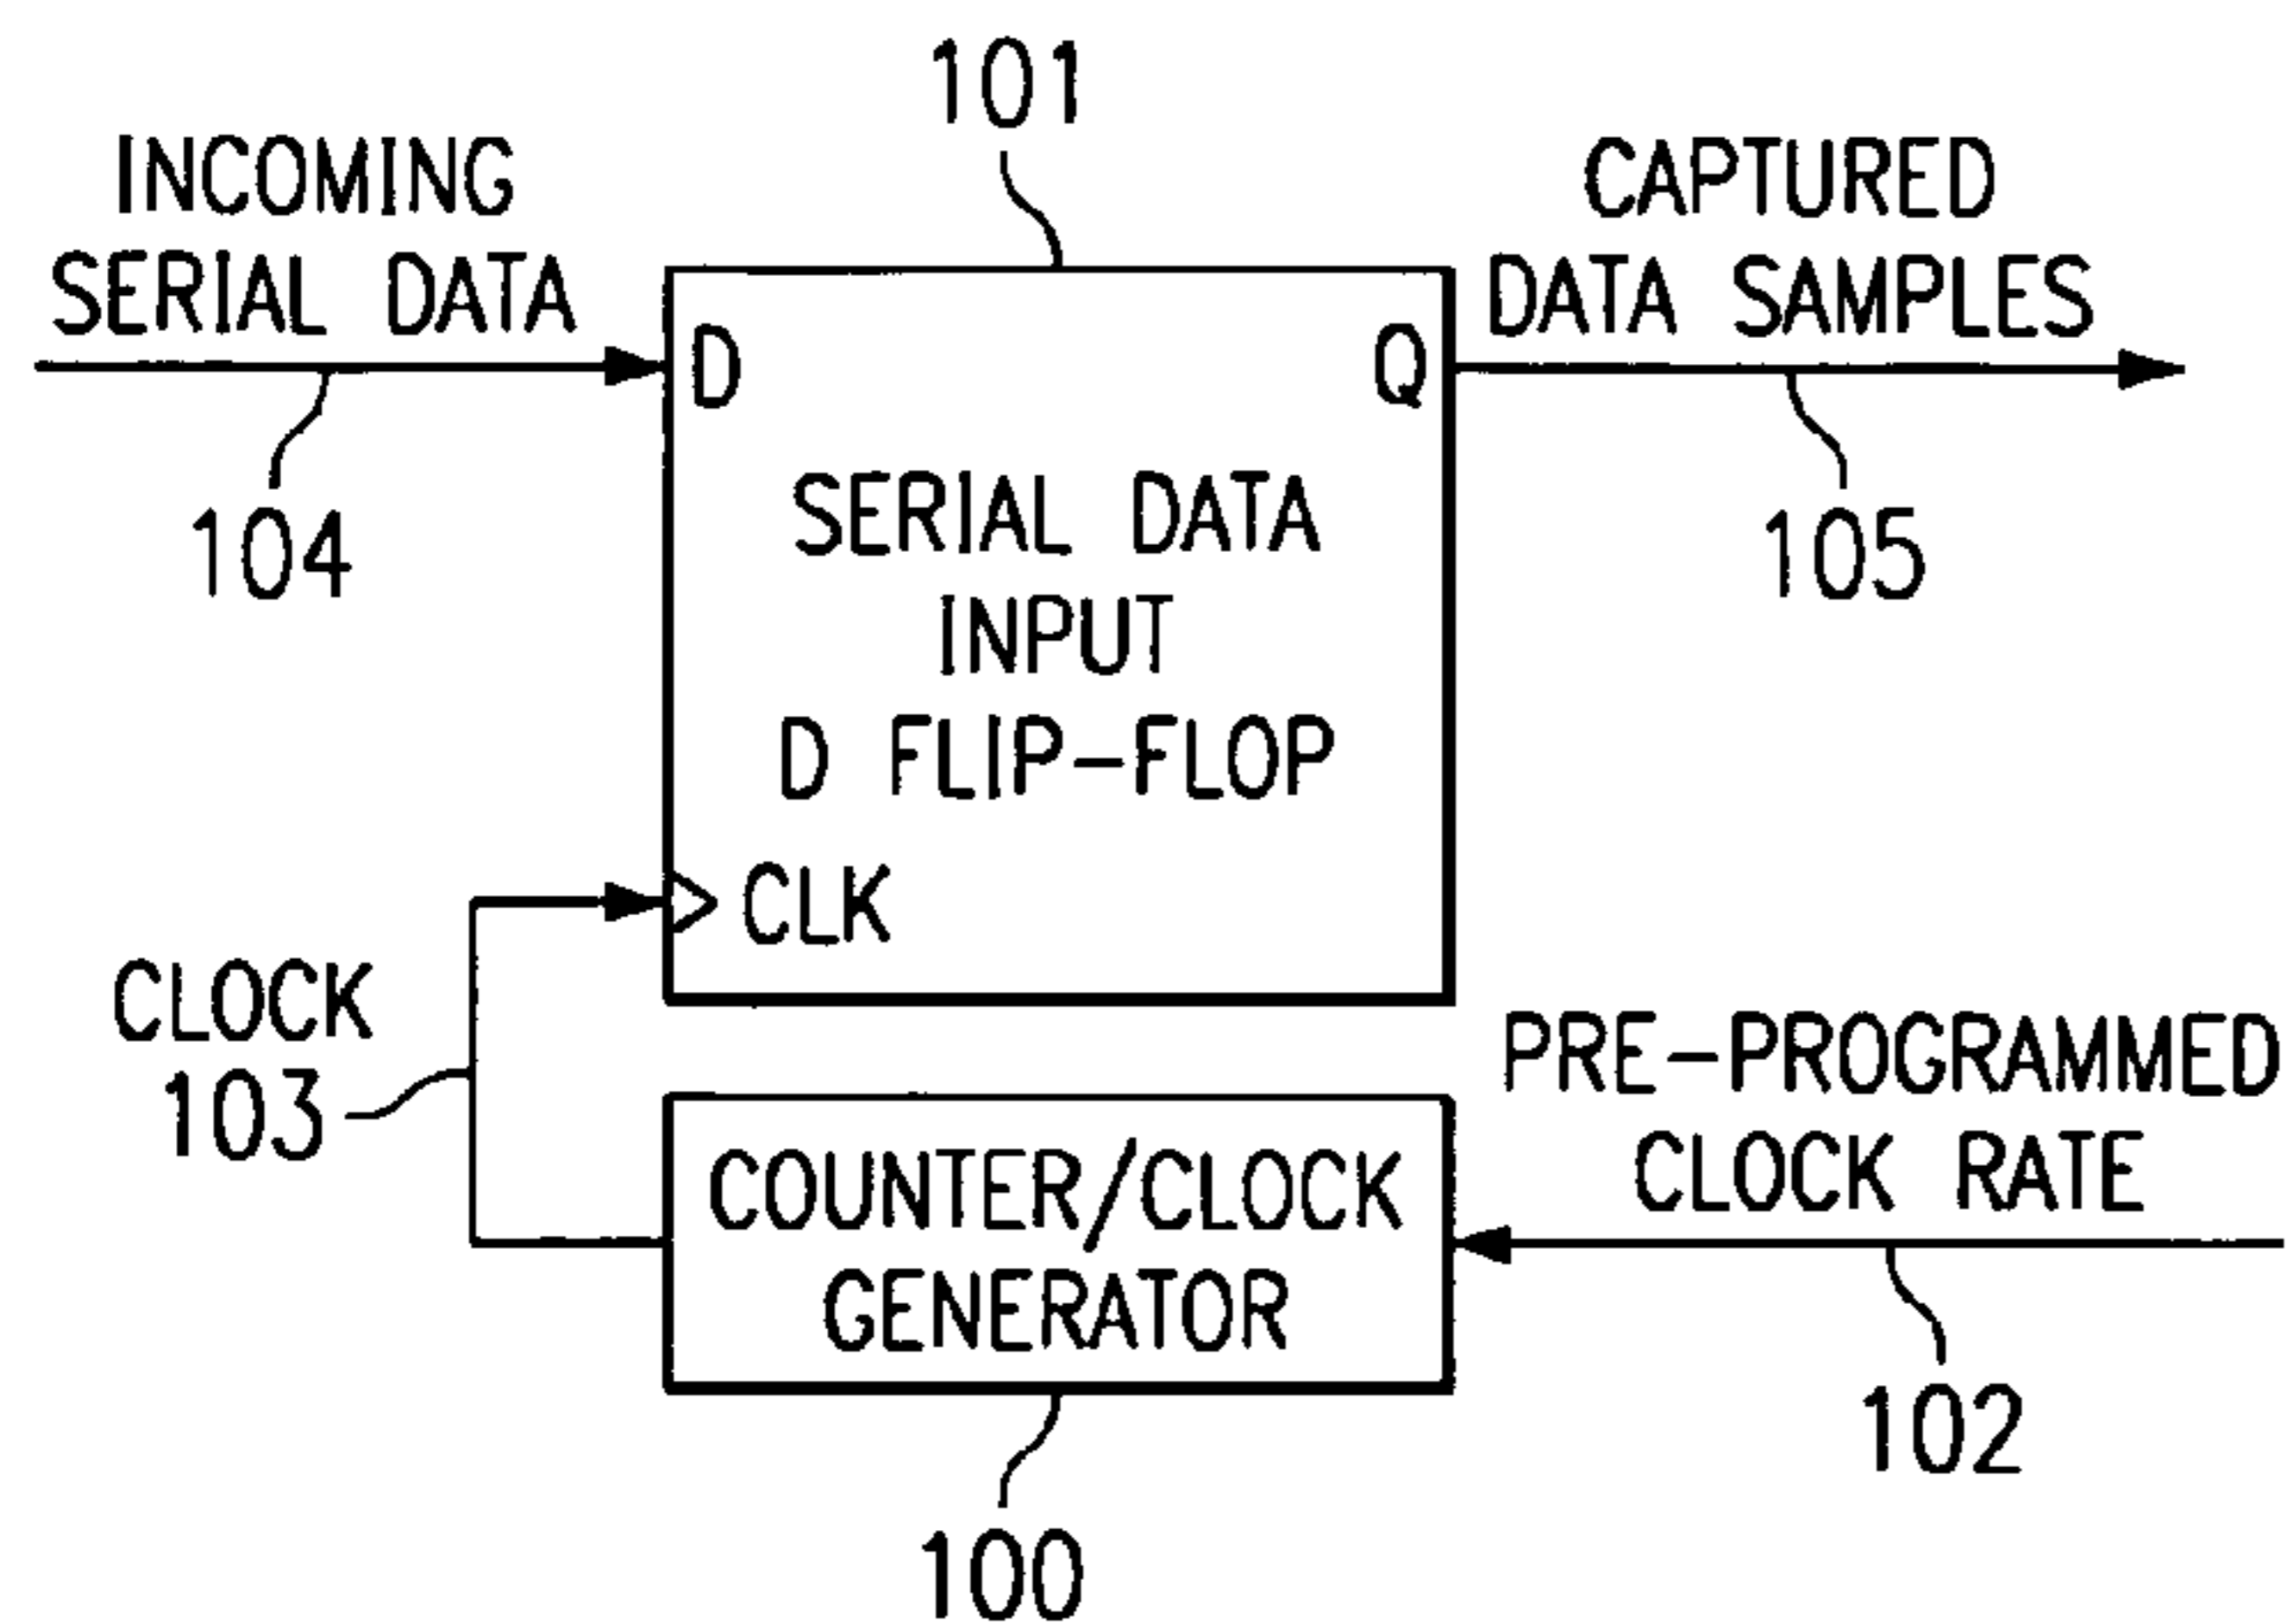 101
INCOMING
SERIAL DATA
CAPTURED
DATA SAMPLES
D
Q
104
105
SERIAL DATA
INPUT
D FLIP-FLOP
CLK
CLOCK
103
PRE-PROGRAMMED
CLOCK RATE
COUNTER/CLOCK
GENERATOR
102
100